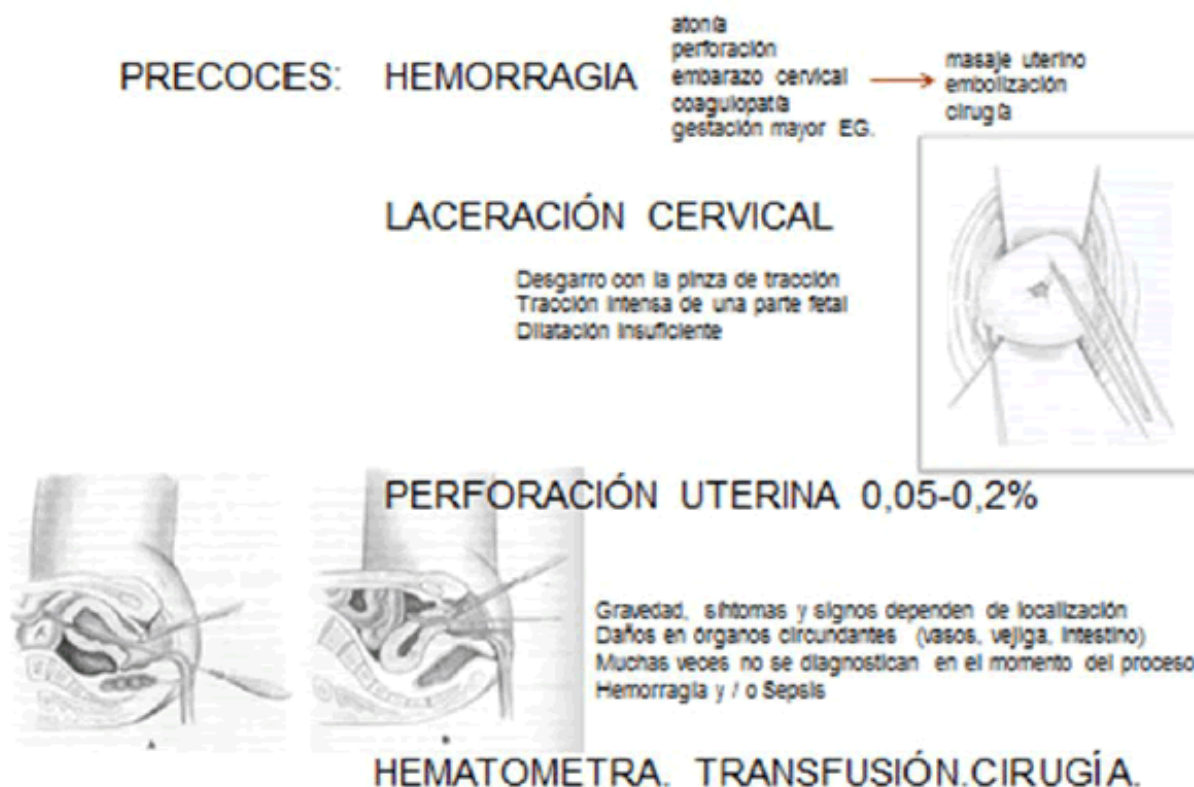 PRECOCES: HEMORRAGIA
atonía
perforación
embarazo cervical
coagulopatía
gestación mayor EG.
masaje uterino
embolización
cirugía
LACERACIÓN CERVICAL
Desgarro con la pinza de tracción
Tracción intensa de una parte fetal
Dilatación insuficiente
PERFORACIÓN UTERINA 0,05-0,2%
Gravedad, síntomas y signos dependen de localización
Daños en órganos circundantes (vasos, vejiga, intestino)
Muchas veces no se diagnostican en el momento del proceso
Hemorragia y / o Sepsis
A
B
HEMATOMETRA. TRANSFUSIÓN.CIRUGÍA.